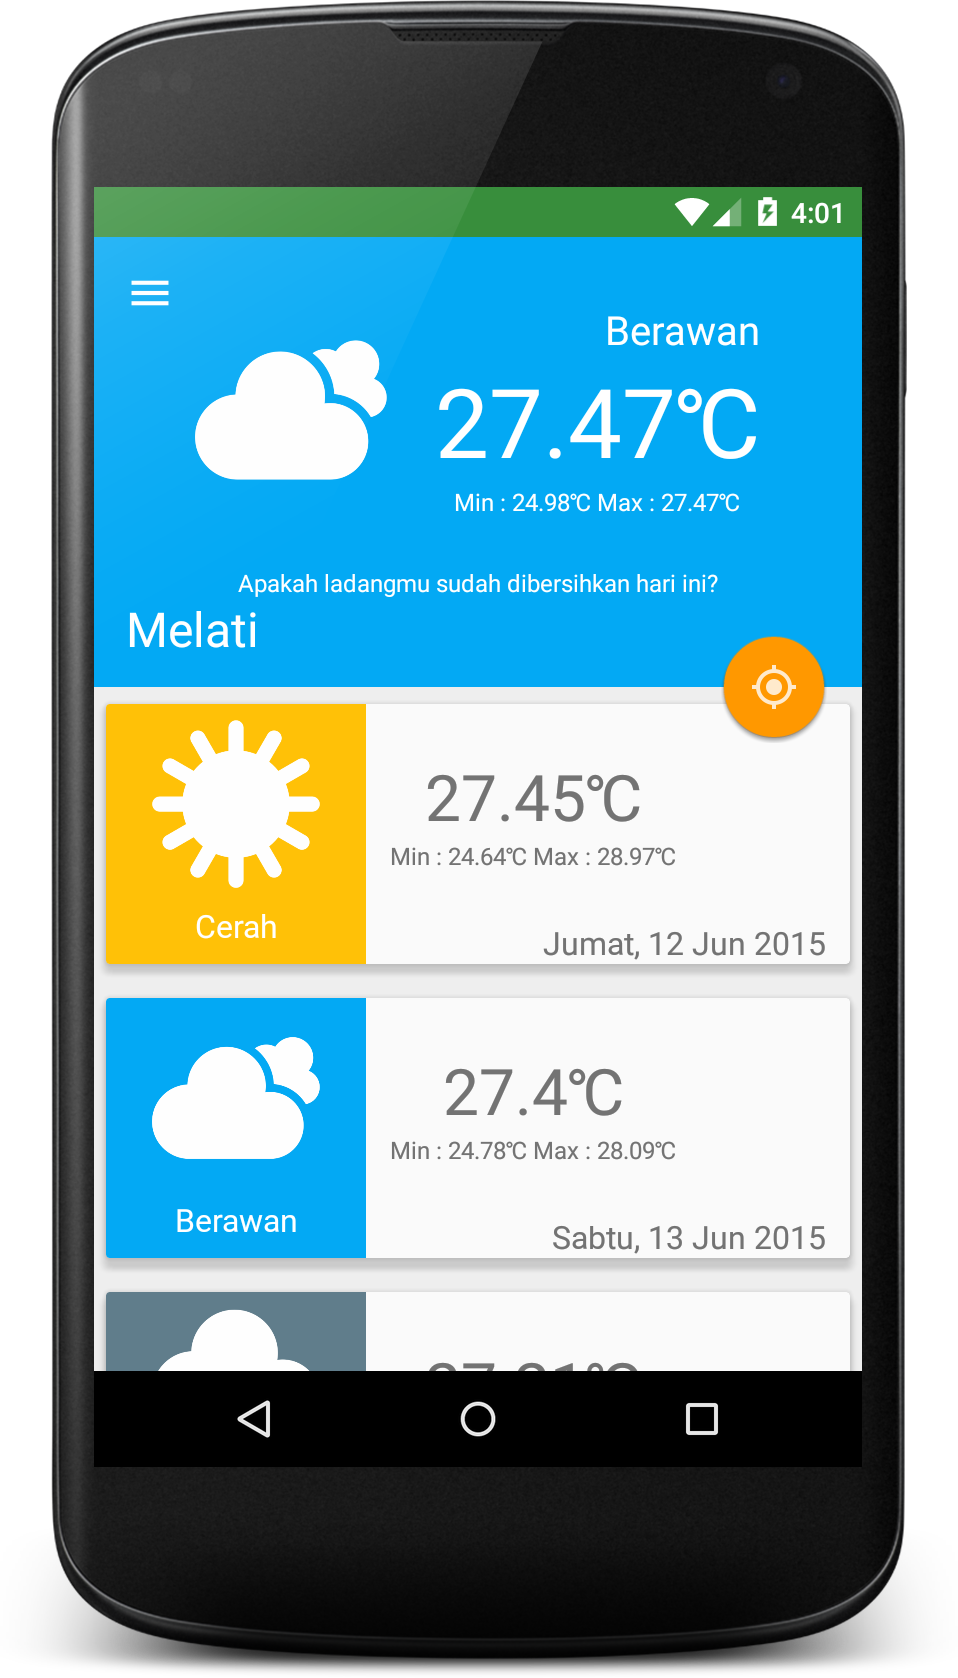 4:01
Berawan
27.47°C
Min : 24.98°C Max : 27.47°C
Apakah ladangmu sudah dibersihkan hari ini?
Melati
27.45°C
Min : 24.64°C Max : 28.97°C
Cerah
Jumat, 12 Jun 2015
27.4°C
Min : 24.78°C Max : 28.09°C
Berawan
Sabtu, 13 Jun 2015